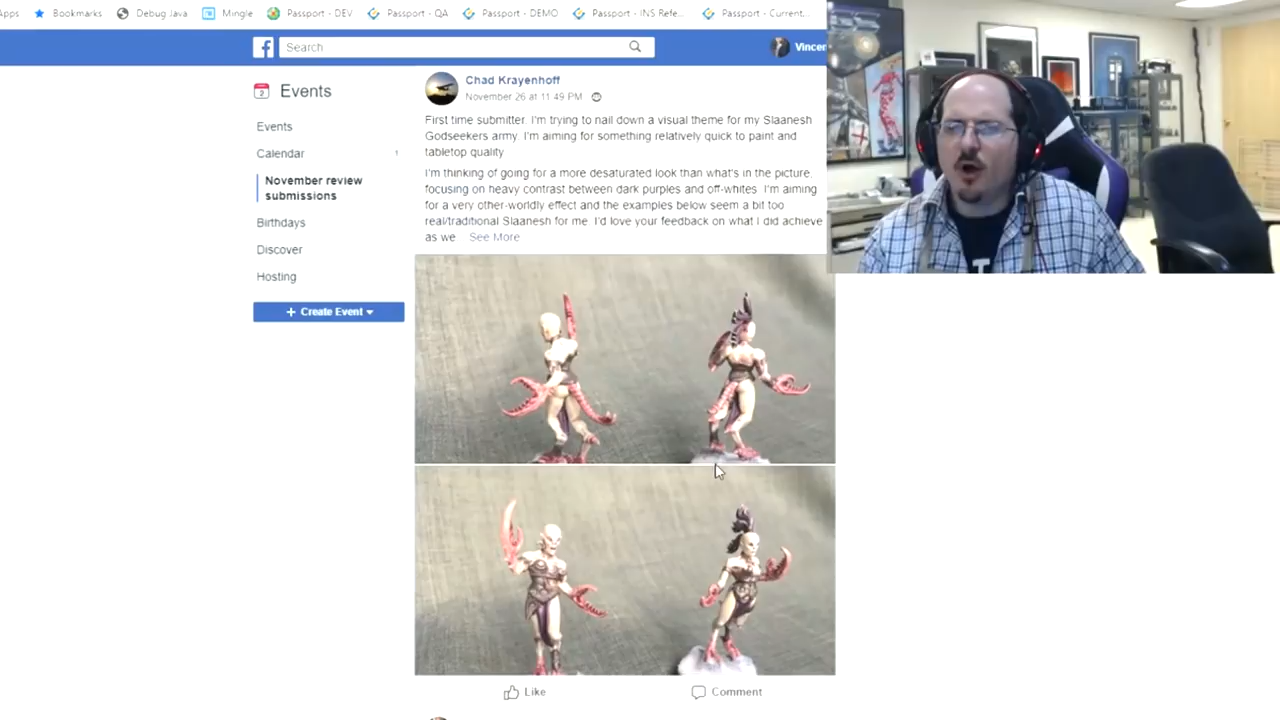 Apps Bookmarks Debug Java Mingle Passport - DEV Passport - QA Passport - DEMO Passport - INS Refe... Passport - Current,...
Search
Vincen
Events
Events
Calendar 1
November review
submissions
Birthdays
Discover
Hosting
+ Create Event
Chad Krayenhoff
November 26 at 11:49 PM
First time submitter. I'm trying to nail down a visual theme for my Slaanesh
Godseekers army. I'm aiming for something relatively quick to paint and
tabletop quality
I'm thinking of going for a more desaturated look than what's in the picture,
focusing on heavy contrast between dark purples and off-whites. I'm aiming
for a very other-worldly effect and the examples below seem a bit too
real/traditional Slaanesh for me. I'd love your feedback on what I did achieve
as we... See More
Like Comment